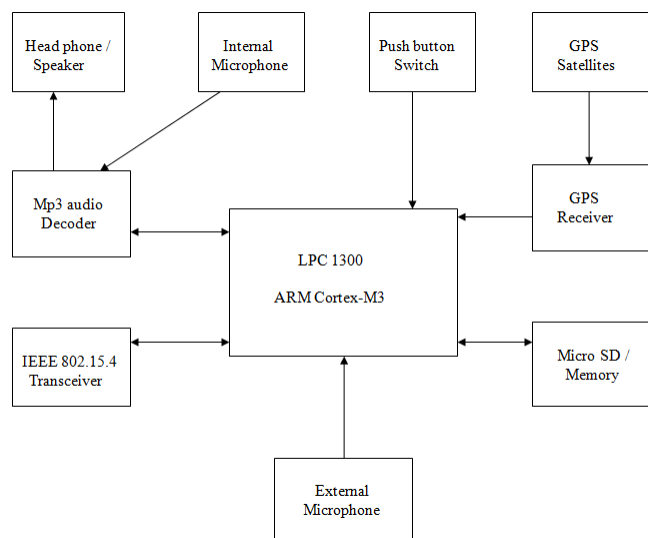 Head phone /
Speaker
Internal
Microphone
Push button
Switch
GPS
Satellites
Mp3 audio
Decoder
GPS
Receiver
LPC 1300
ARM Cortex-M3
IEEE 802.15.4
Transceiver
Micro SD /
Memory
External
Microphone